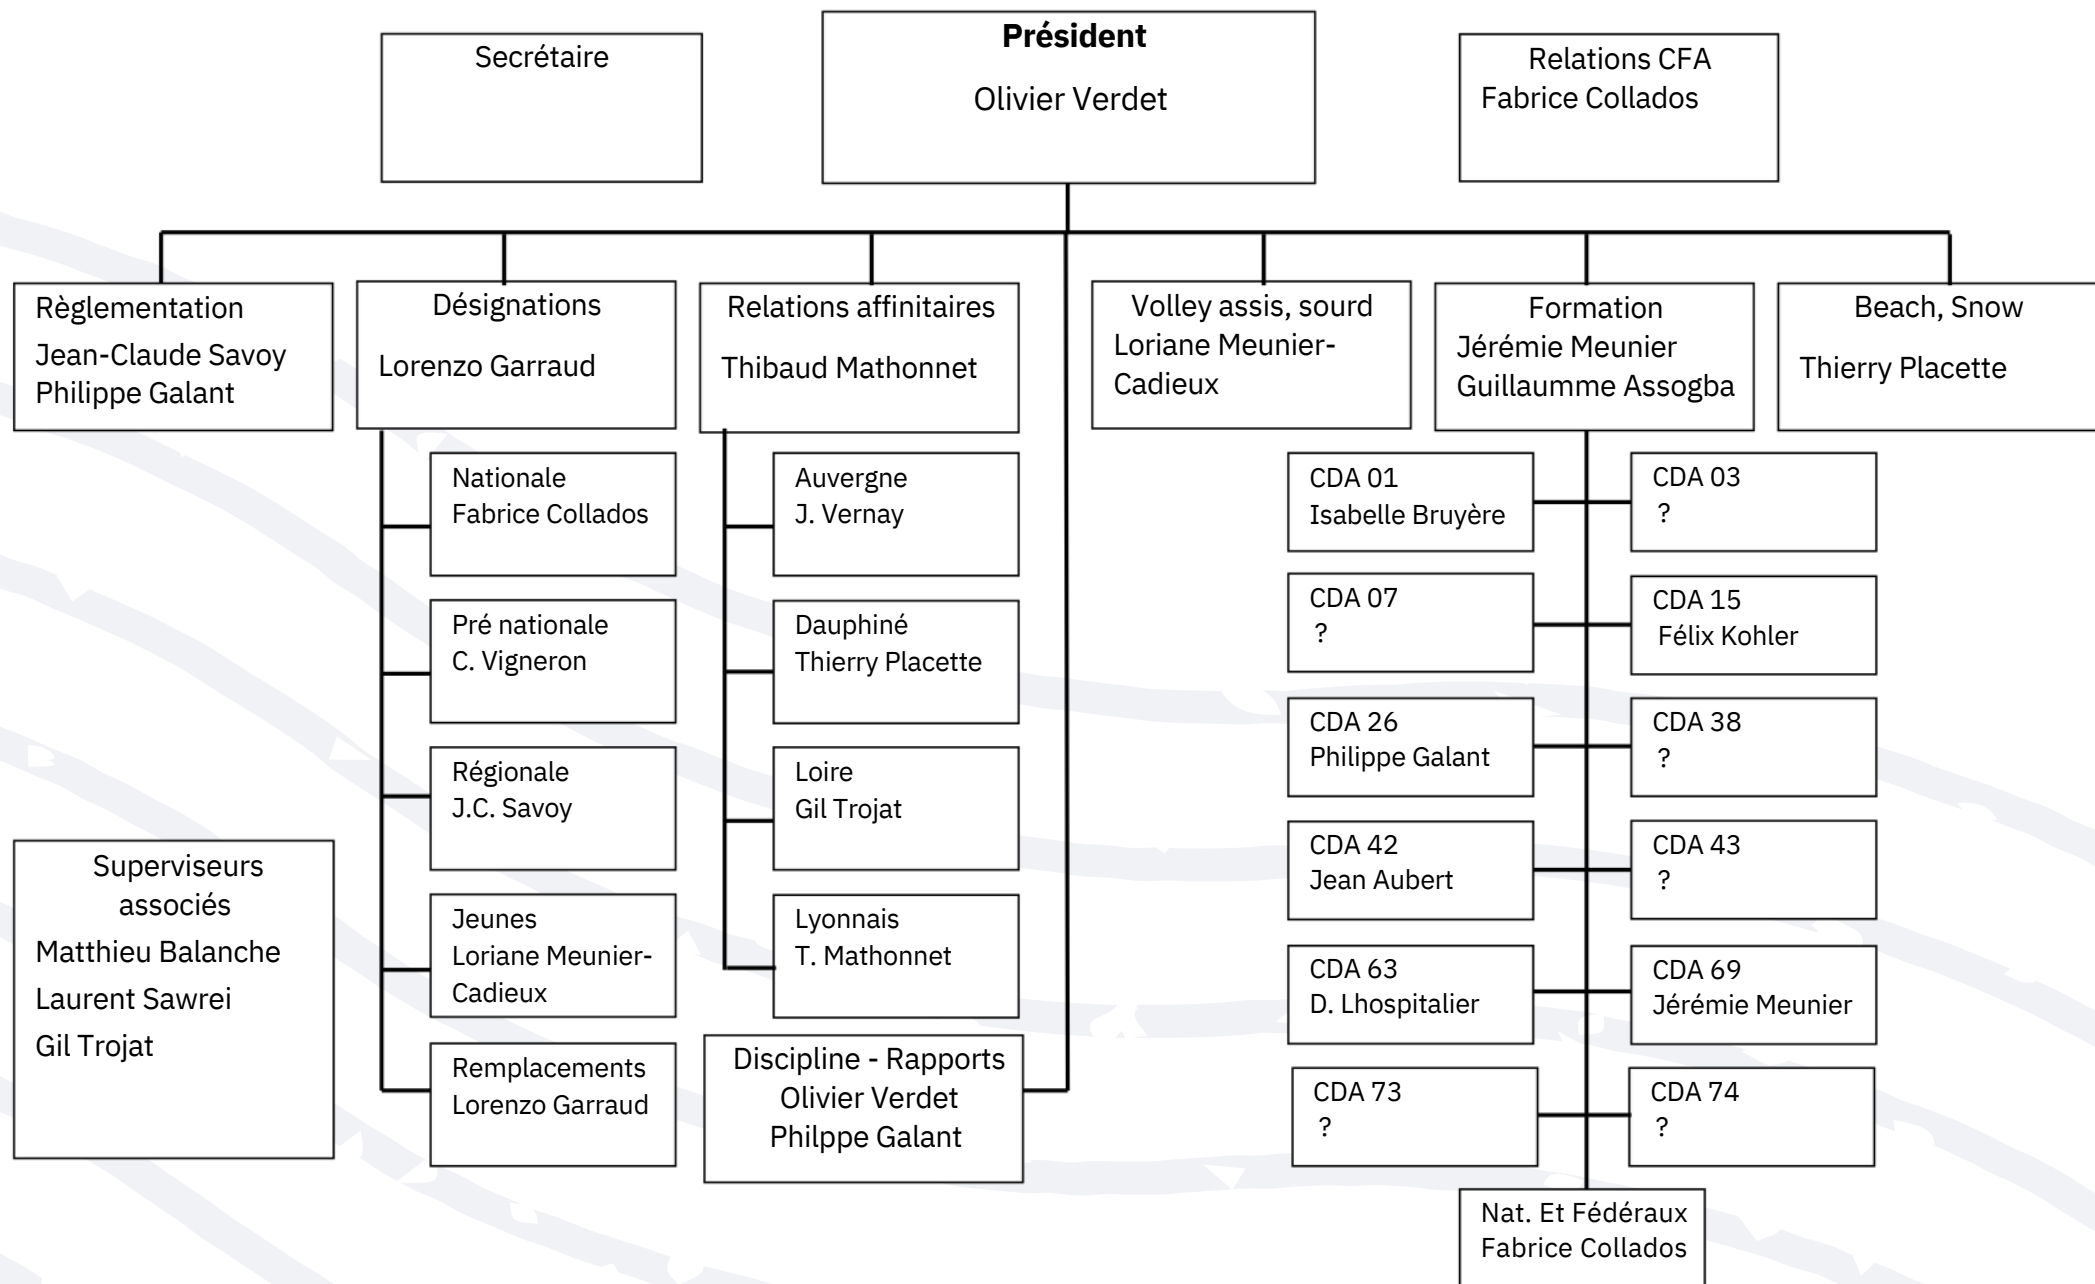 Secrétaire
Président
Olivier Verdet
Relations CFA
Fabrice Collados
Règlementation
Jean-Claude Savoy
Philippe Galant
Désignations
Lorenzo Garraud
Relations affinitaires
Thibaud Mathonnet
Volley assis, sourd
Loriane Meunier-
Cadieux
Formation
Jérémie Meunier
Guillaumme Assogba
Beach, Snow
Thierry Placette
Nationale
Fabrice Collados
Pré nationale
C. Vigneron
Régionale
J.C. Savoy
Jeunes
Loriane Meunier-
Cadieux
Remplacements
Lorenzo Garraud
Auvergne
J. Vernay
Dauphiné
Thierry Placette
Loire
Gil Trojat
Lyonnais
T. Mathonnet
Discipline - Rapports
Olivier Verdet
Philppe Galant
CDA 01
Isabelle Bruyère
CDA 03
?
CDA 07
?
CDA 15
Félix Kohler
CDA 26
Philippe Galant
CDA 38
?
CDA 42
Jean Aubert
CDA 43
?
CDA 63
D. Lhospitalier
CDA 69
Jérémie Meunier
CDA 73
?
CDA 74
?
Nat. Et Fédéraux
Fabrice Collados
Superviseurs
associés
Matthieu Balanche
Laurent Sawrei
Gil Trojat